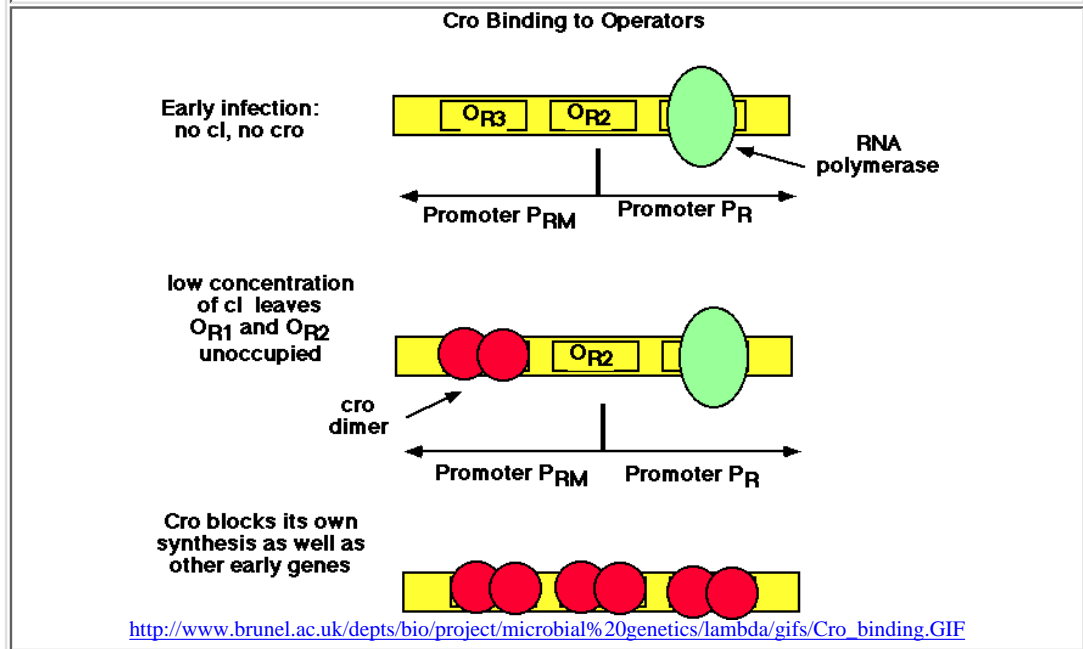 Cro Binding to Operators
Early infection:
no cI, no cro
OR3
OR2
RNA
polymerase
Promoter PRM
Promoter PR
low concentration
of cI leaves
OR1 and OR2
unoccupied
OR2
cro
dimer
Promoter PRM
Promoter PR
Cro blocks its own
synthesis as well as
other early genes
http://www.brunel.ac.uk/depts/bio/project/microbial%20genetics/lambda/gifs/Cro_binding.GIF